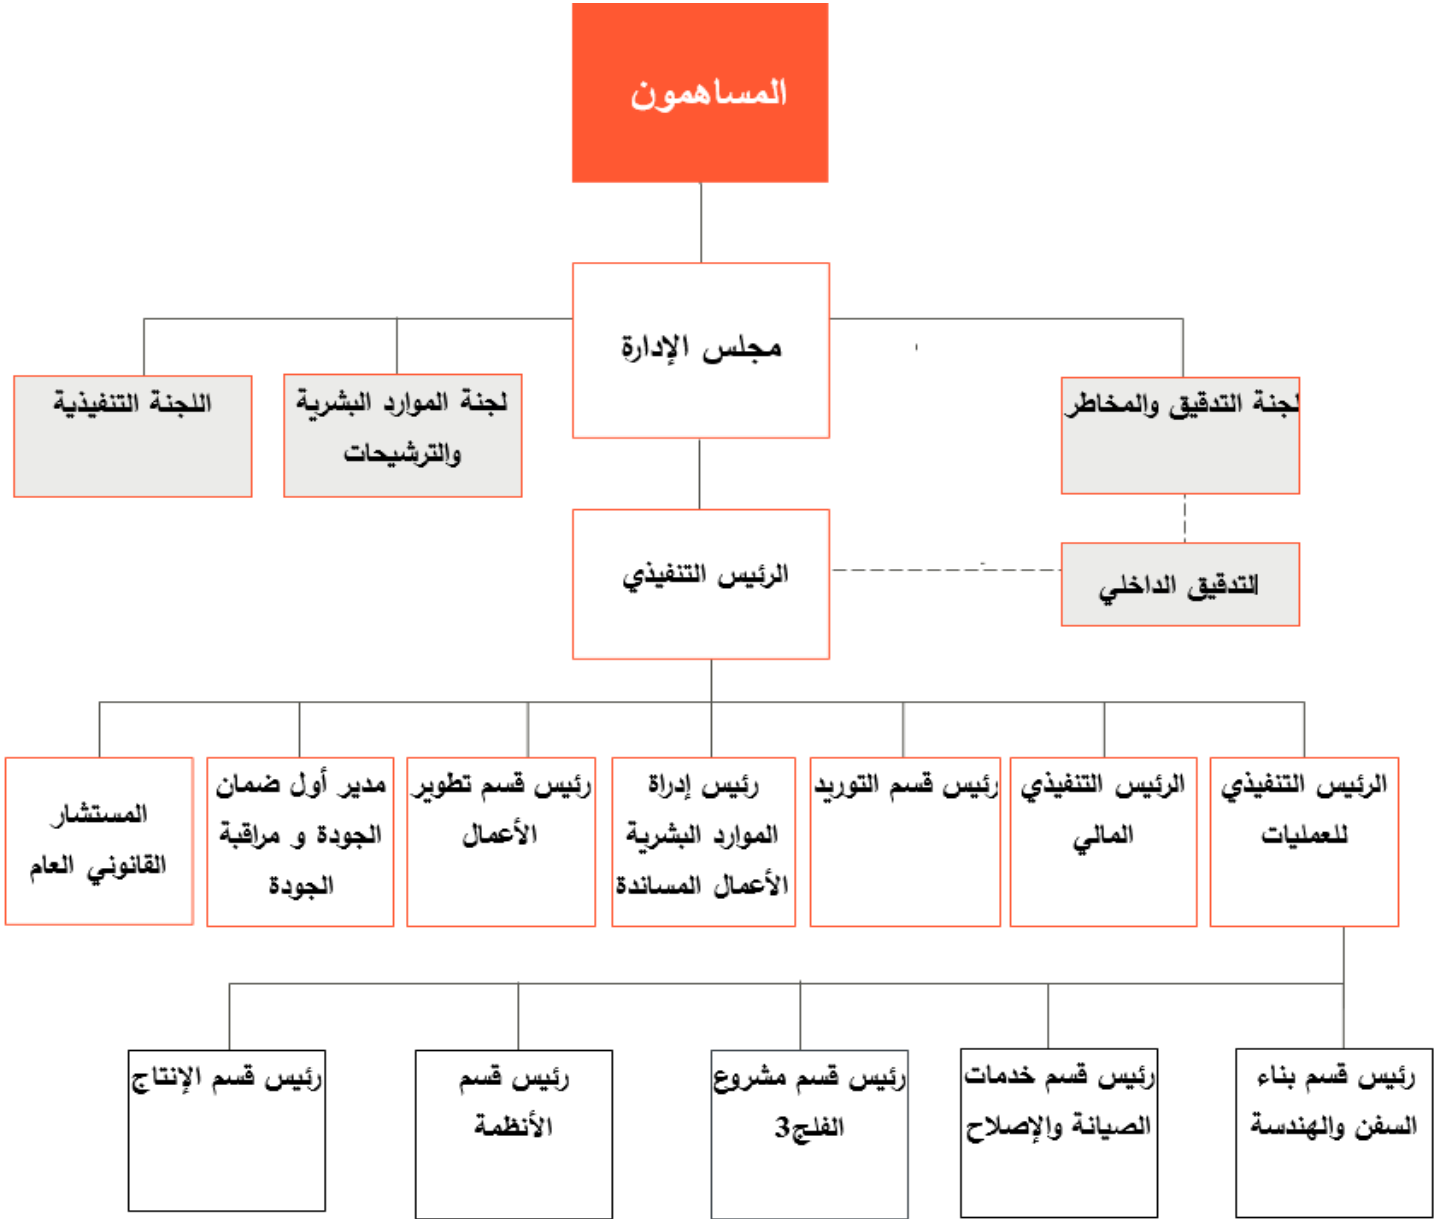 المساهمون
مجلس الإدارة
لجنة التدقيق والمخاطر
لجنة الموارد البشرية
والترشيحات
اللجنة التنفيذية
الرئيس التنفيذي
التدقيق الداخلي
الرئيس التنفيذي
للعمليات
الرئيس التنفيذي
المالي
رئيس قسم التوريد
رئيس إدراة
الموارد البشرية
الأعمال المساندة
رئيس قسم تطوير
الأعمال
مدير أول ضمان
الجودة و مراقبة
الجودة
المستشار
القانوني العام
رئيس قسم بناء
السفن والهندسة
رئيس قسم خدمات
الصيانة والإصلاح
رئيس قسم مشروع
الفلج3
رئيس قسم
الأنظمة
رئيس قسم الإنتاج